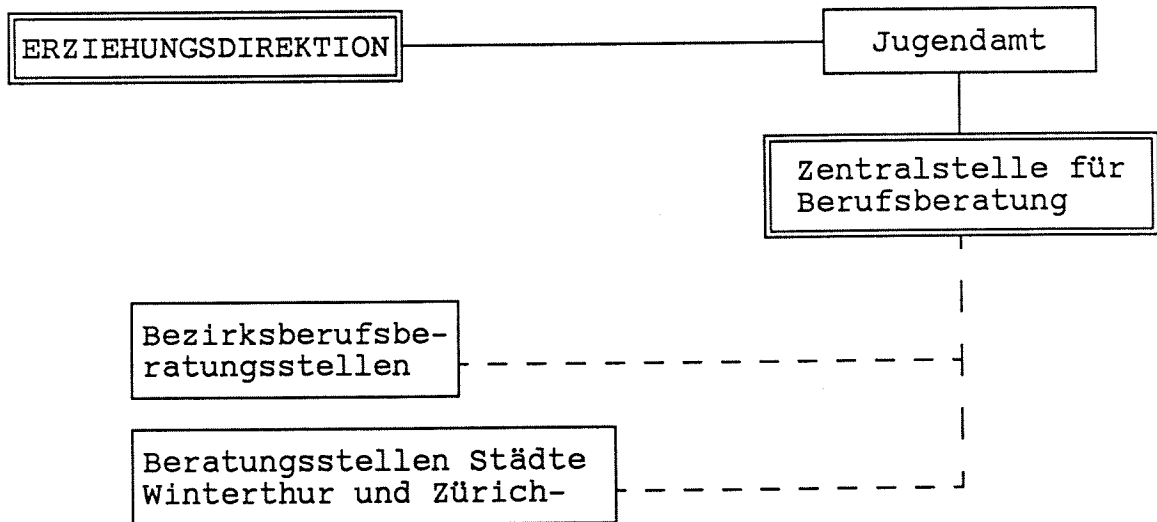 ERZIEHUNGSDIREKTION
Jugendamt
Zentralstelle für
Berufsberatung
Bezirksberufsbe-
ratungsstellen
Beratungsstellen Städte
Winterthur und Zürich-